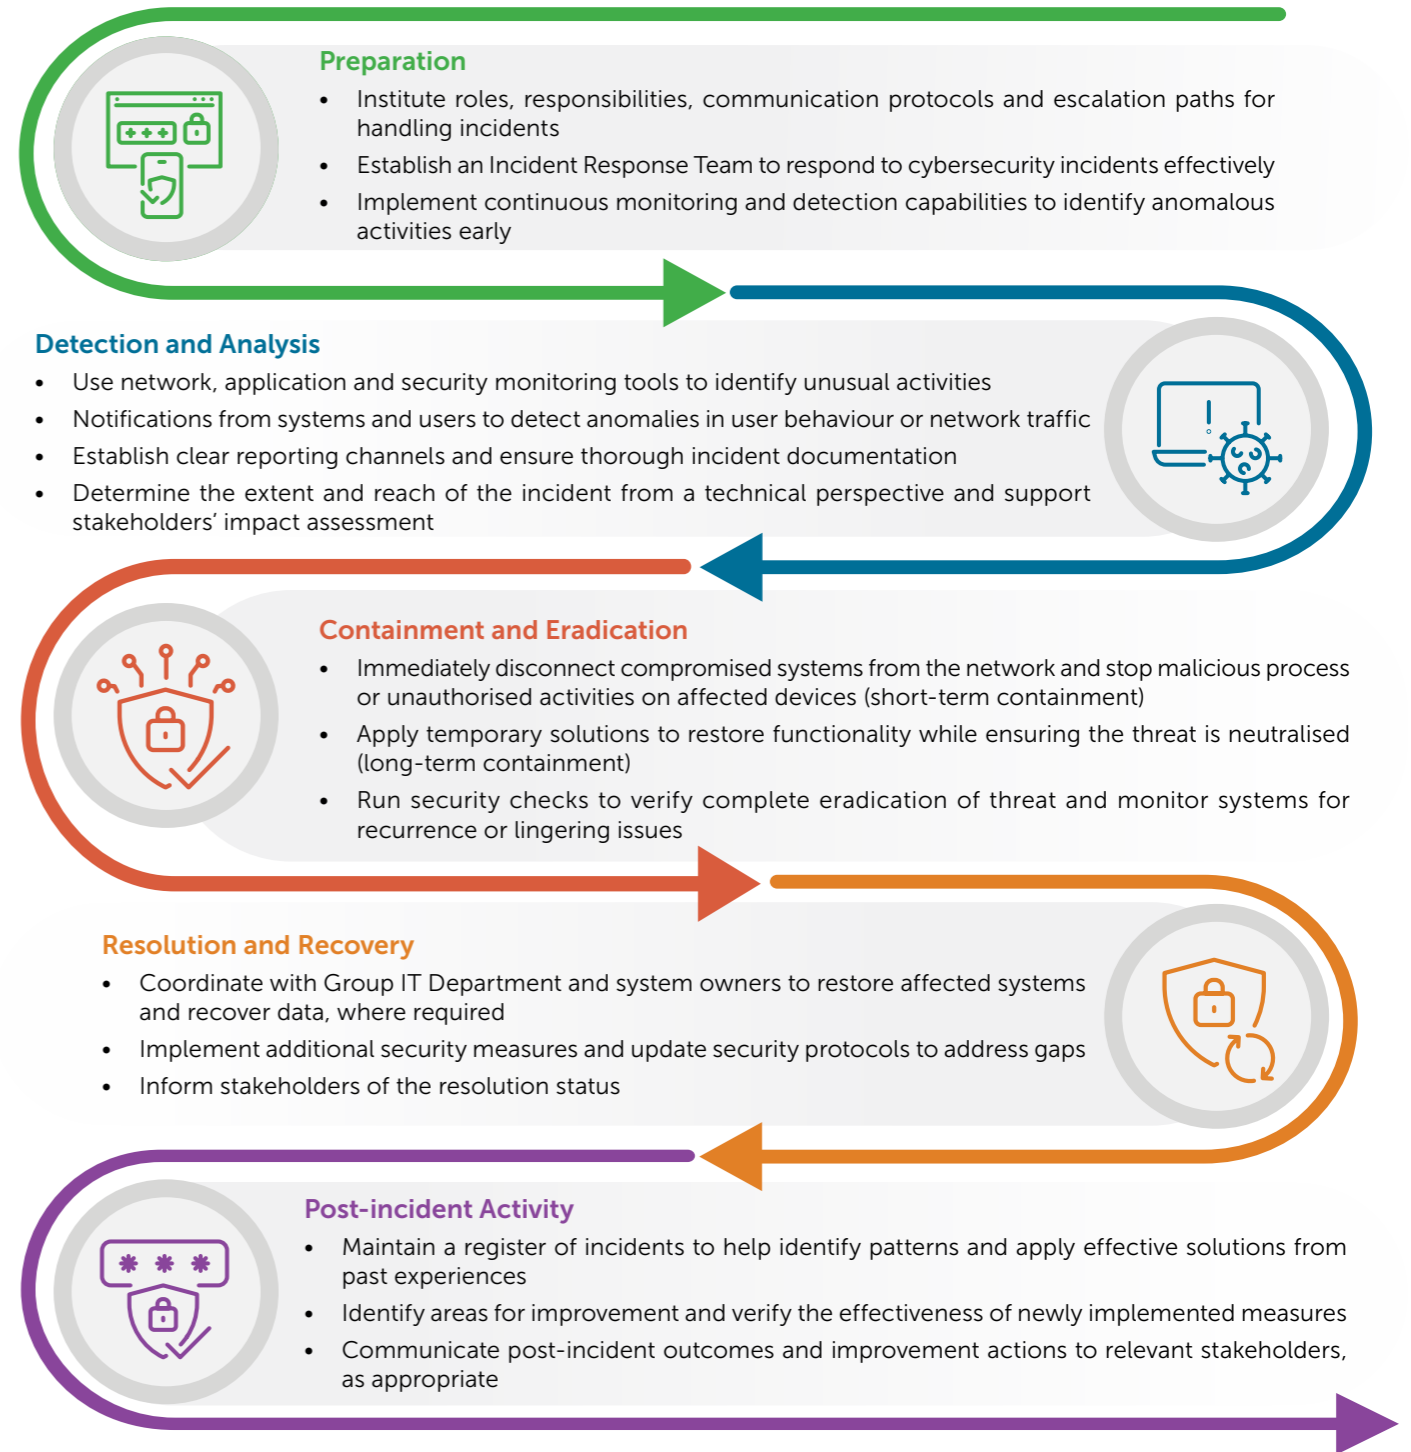 Preparation
• Institute roles, responsibilities, communication protocols and escalation paths for
handling incidents
• Establish an Incident Response Team to respond to cybersecurity incidents effectively
• Implement continuous monitoring and detection capabilities to identify anomalous
activities early
Detection and Analysis
• Use network, application and security monitoring tools to identify unusual activities
• Notifications from systems and users to detect anomalies in user behaviour or network traffic
• Establish clear reporting channels and ensure thorough incident documentation
• Determine the extent and reach of the incident from a technical perspective and support
stakeholders’ impact assessment
Containment and Eradication
• Immediately disconnect compromised systems from the network and stop malicious process
or unauthorised activities on affected devices (short-term containment)
• Apply temporary solutions to restore functionality while ensuring the threat is neutralised
(long-term containment)
• Run security checks to verify complete eradication of threat and monitor systems for
recurrence or lingering issues
Resolution and Recovery
• Coordinate with Group IT Department and system owners to restore affected systems
and recover data, where required
• Implement additional security measures and update security protocols to address gaps
• Inform stakeholders of the resolution status
Post-incident Activity
• Maintain a register of incidents to help identify patterns and apply effective solutions from
past experiences
• Identify areas for improvement and verify the effectiveness of newly implemented measures
• Communicate post-incident outcomes and improvement actions to relevant stakeholders,
as appropriate